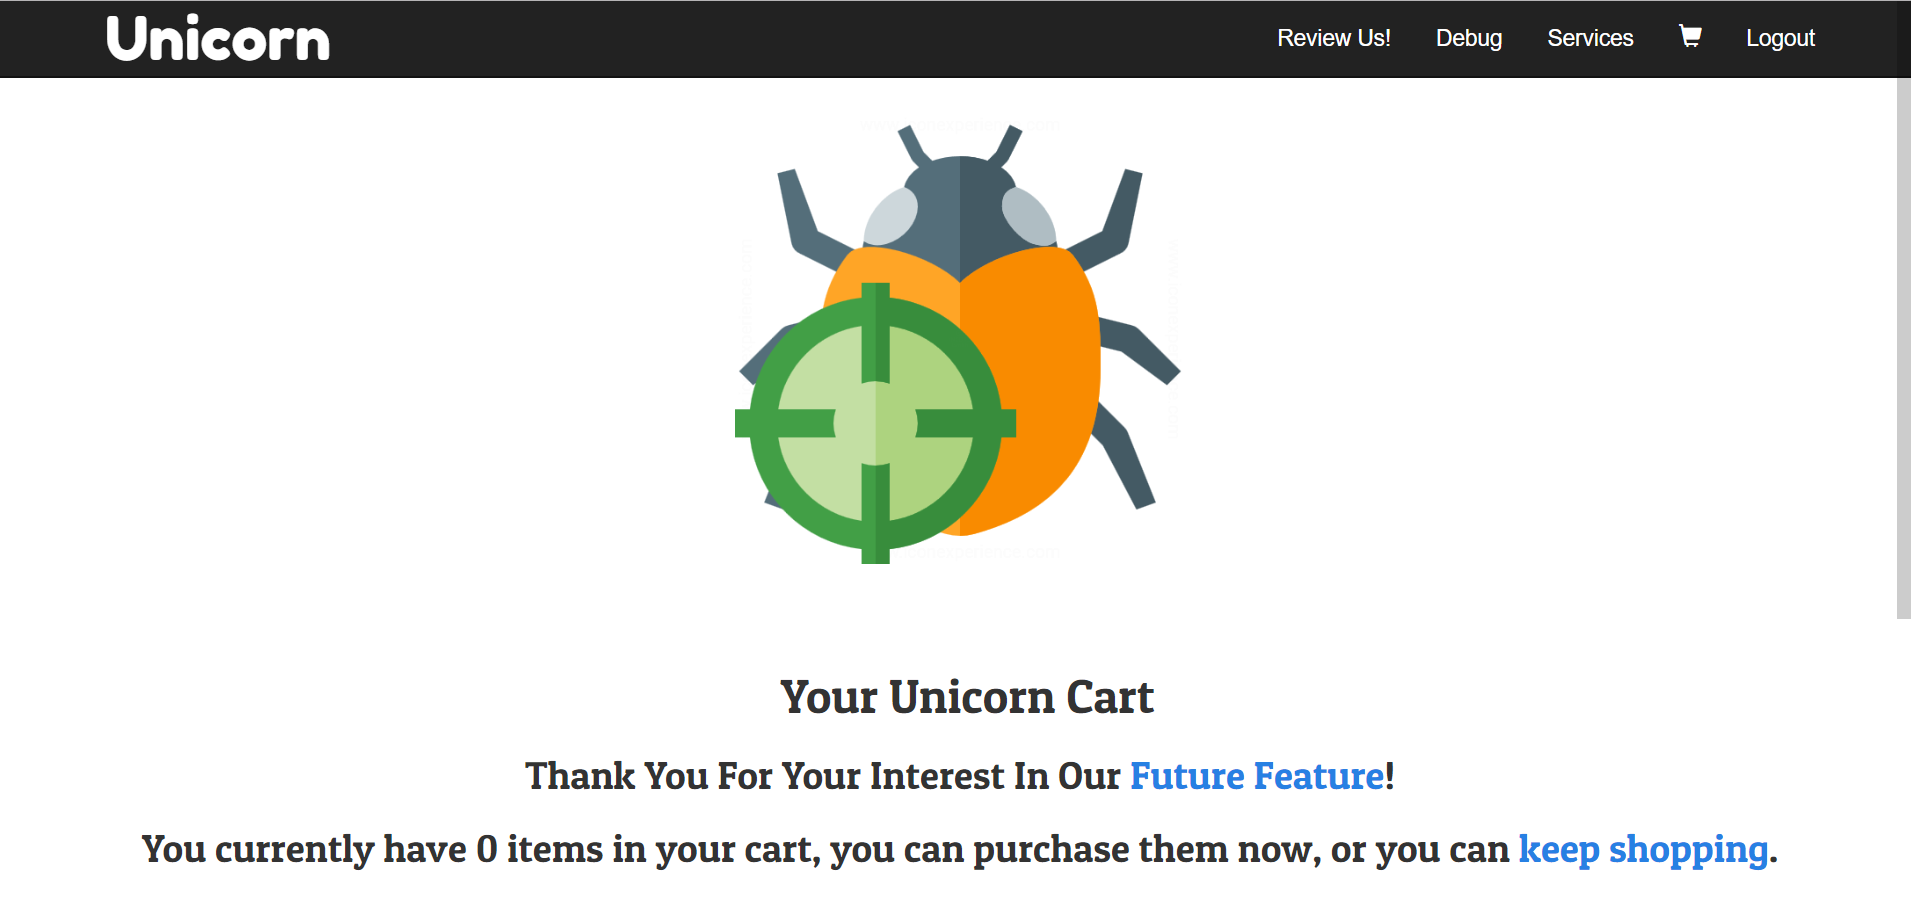 Unicorn
Review Us! Debug Services Logout
Your Unicorn Cart
Thank You For Your Interest In Our Future Feature!
You currently have 0 items in your cart, you can purchase them now, or you can keep shopping.